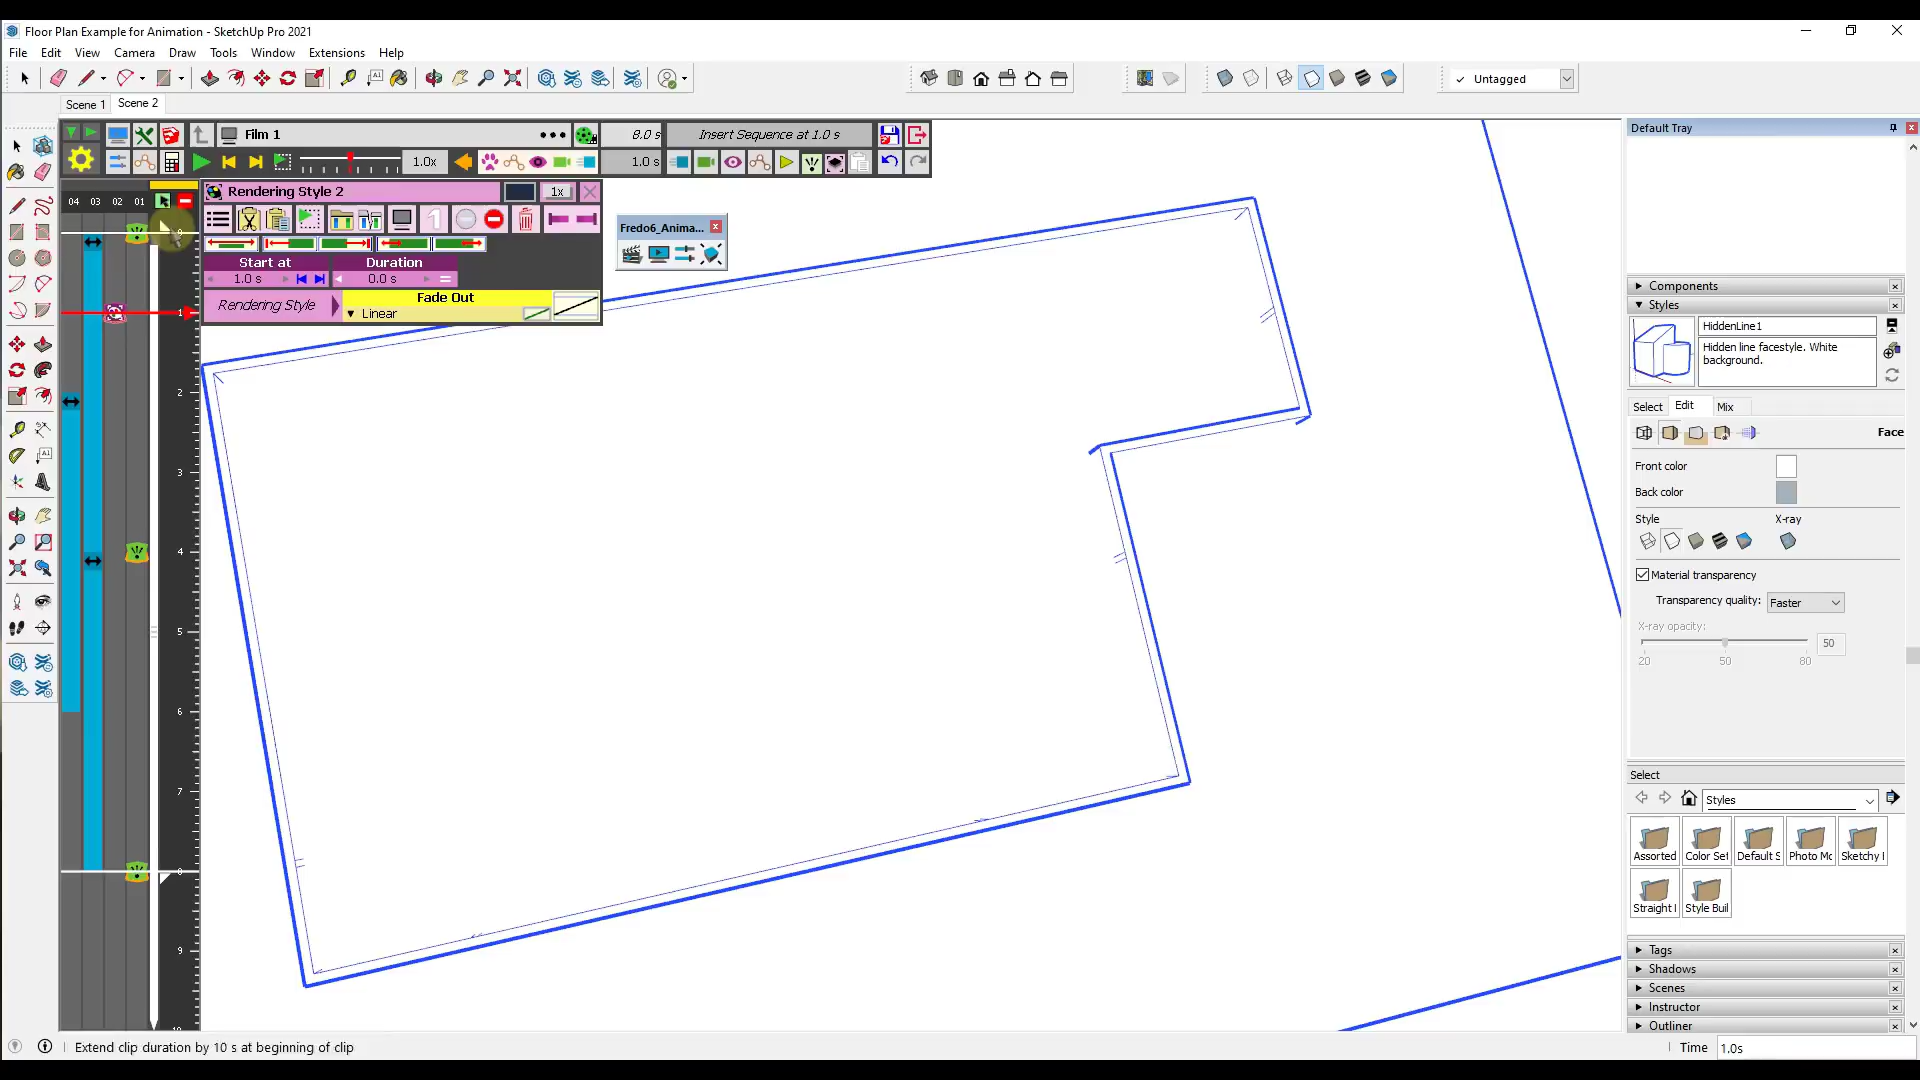 Floor Plan Example for Animation - SketchUp Pro 2021
File Edit View Camera Draw Tools Window Extensions Help
Untagged
Scene 1 Scene 2
Film 1
8.0 s
Insert Sequence at 1.0 s
1.0x
1.0 s
04 03 02 01
Rendering Style 2
1x
Start at
Duration
1.0 s
0.0 s
Rendering Style
Fade Out
Linear
Fredo6_Anima...
1
2
3
4
5
6
7
8
9
Default Tray
Components
Styles
HiddenLine1
Hidden line facestyle. White
background.
Select Edit Mix
Face
Front color
Back color
Style
X-ray
Material transparency
Transparency quality: Faster
X-ray opacity:
50
20 50 80
Select
Styles
Assorted Color Set Default S Photo Mo Sketchy I
Straight I Style Buil
Tags
Shadows
Scenes
Instructor
Outliner
Extend clip duration by 10 s at beginning of clip
Time 1.0s